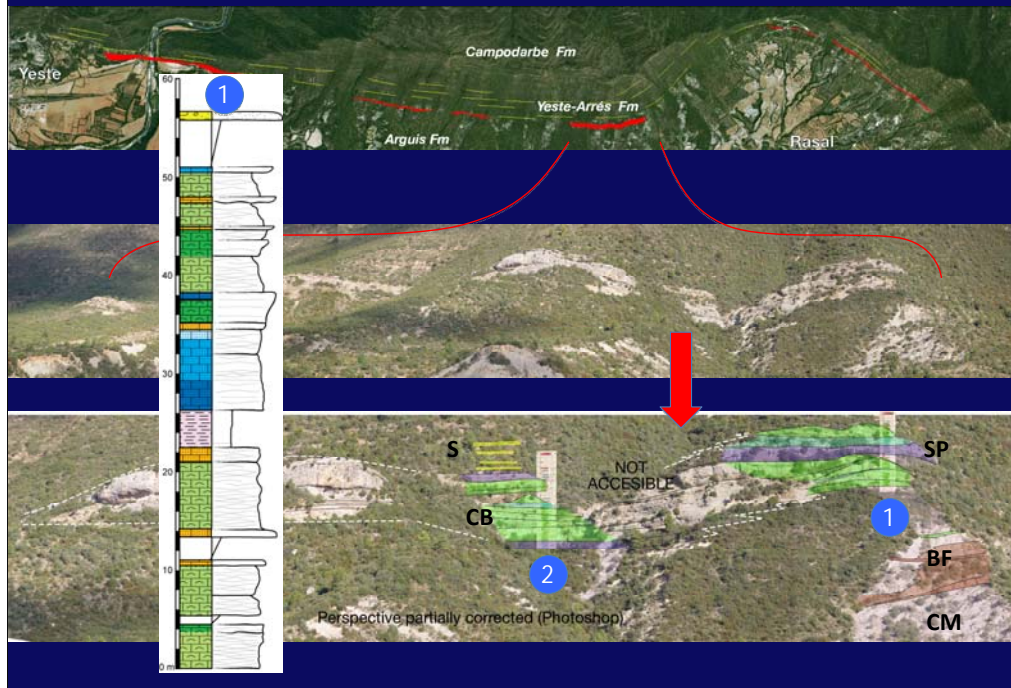 Campodarbe Fm
Yeste
60
1
Yeste-Arrés Fm
Arguis Fm
Rasal
50
40
30
20
10
0 m
S
NOT
ACCESIBLE
SP
CB
1
2
BF
Perspective partially corrected (Photoshop)
CM